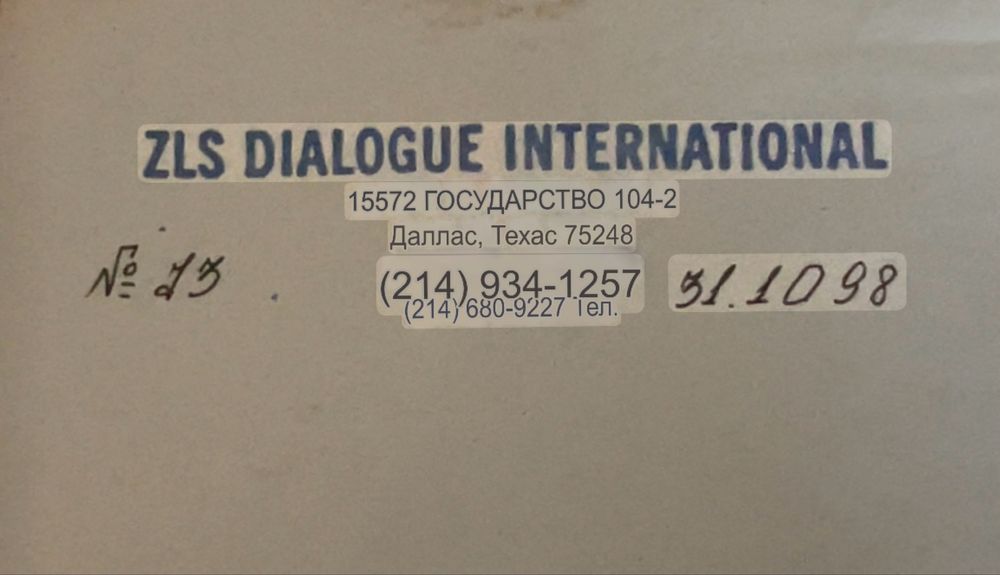 ZLS DIALOGUE INTERNATIONAL
15572 ГОСУДАРСТВО 104-2
Даллас, Техас 75248
№ 23
(214) 934-1257
31.10 98
(214) 680-9227 Тел.